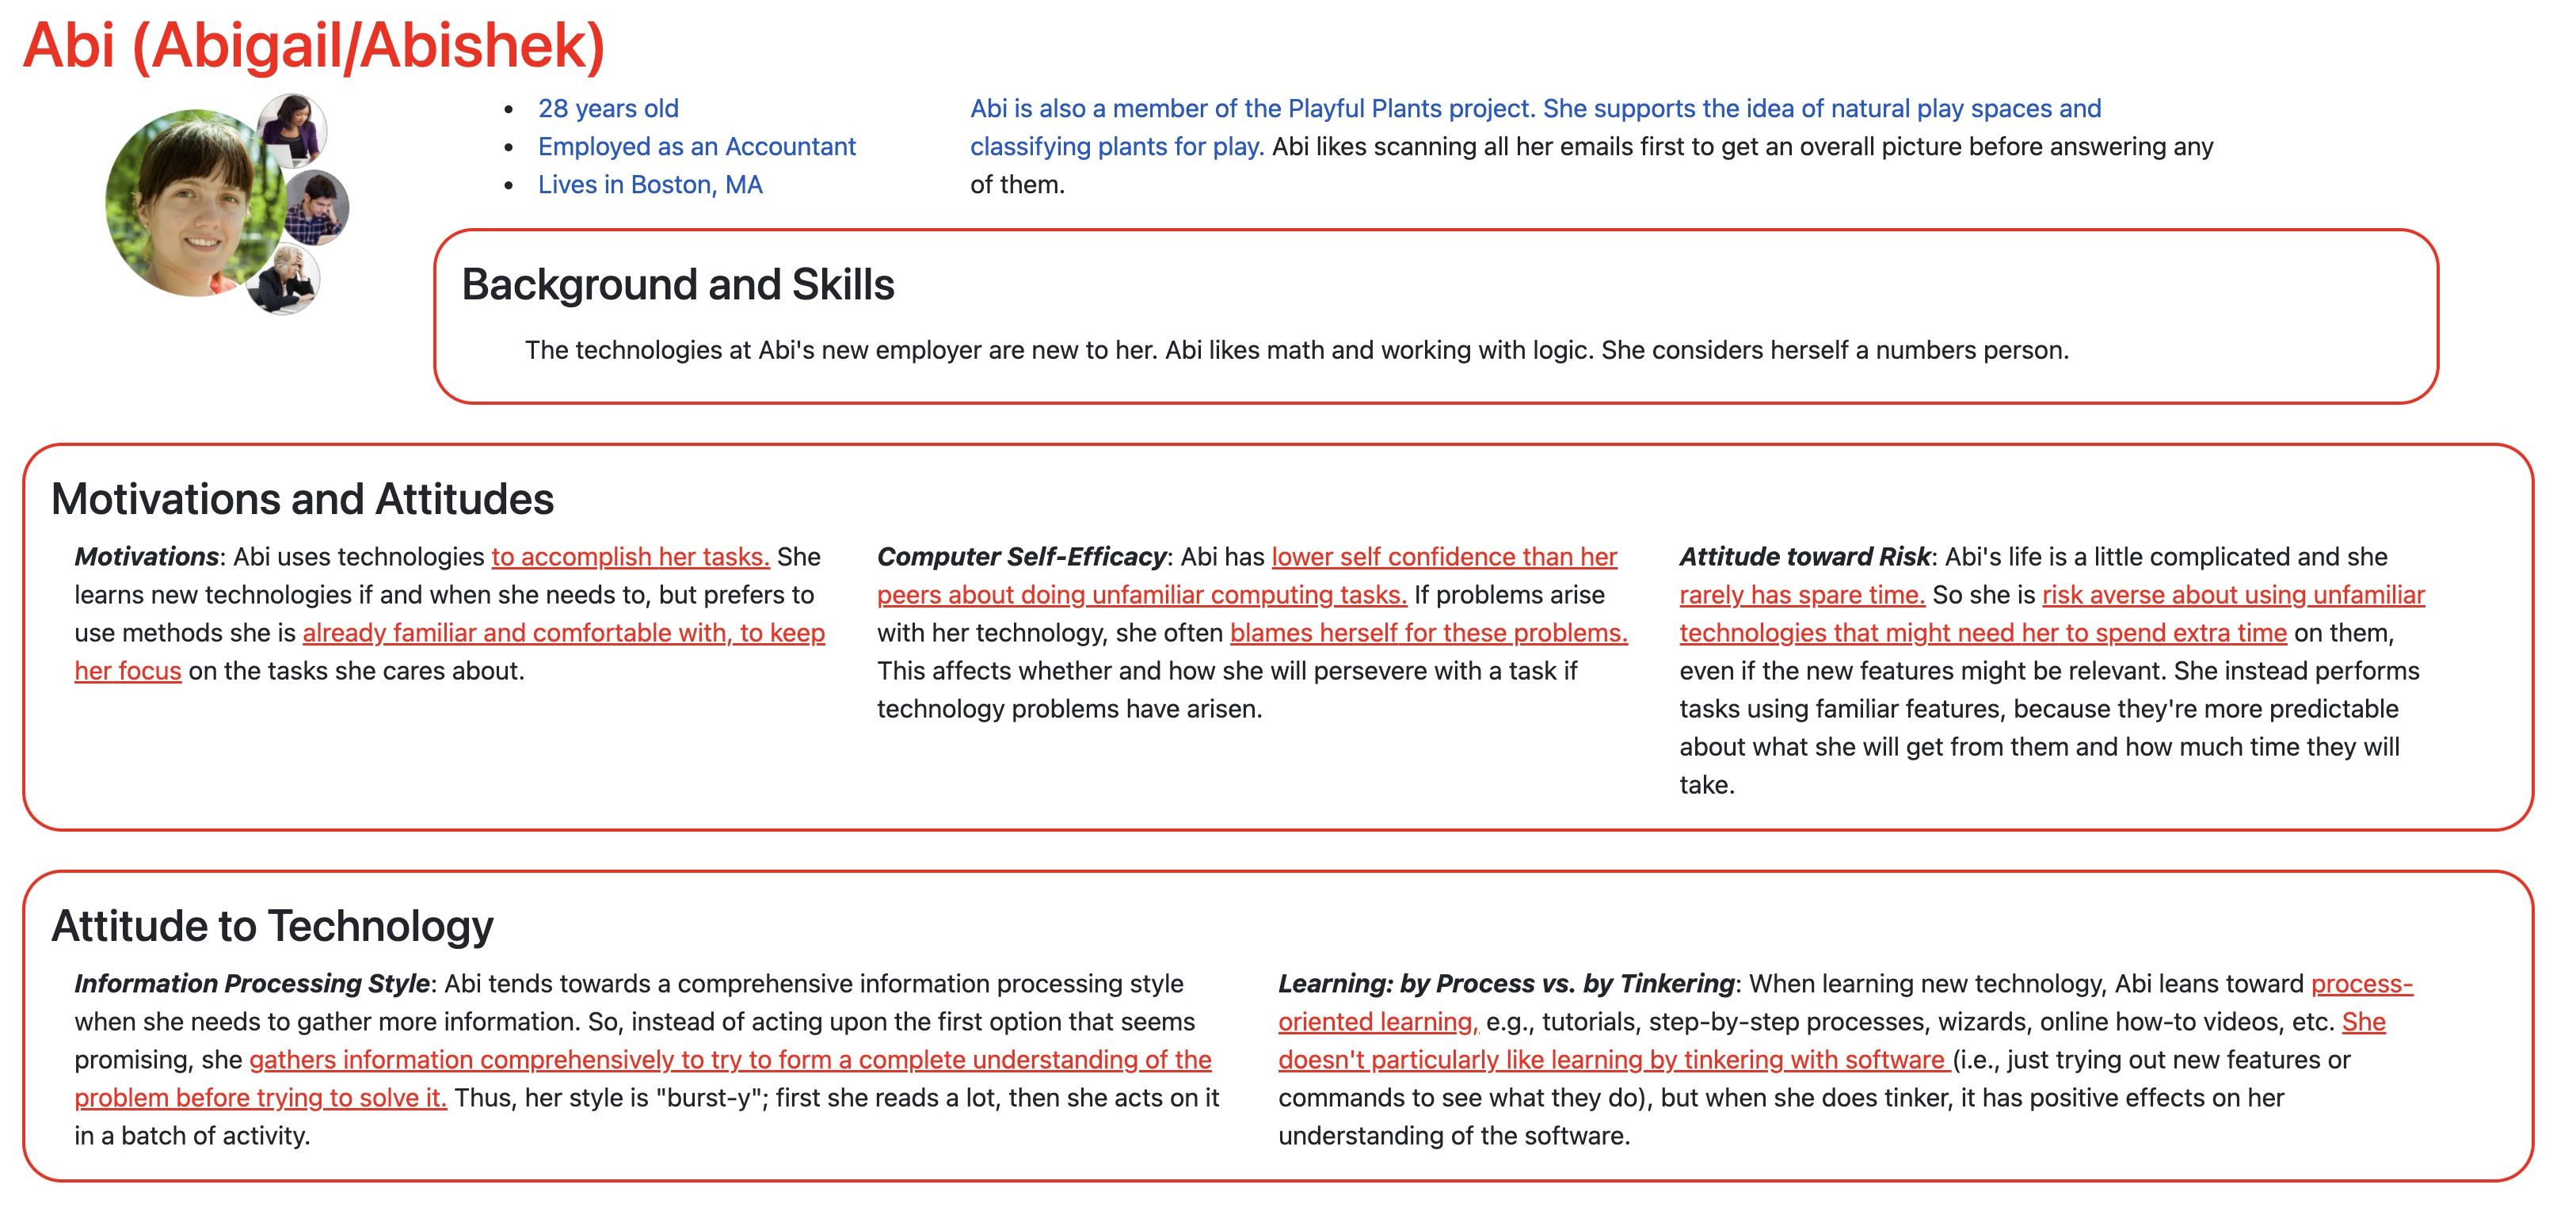 Abi (Abigail/Abishek)
• 28 years old
• Employed as an Accountant
• Lives in Boston, MA
Abi is also a member of the Playful Plants project. She supports the idea of natural play spaces and
classifying plants for play. Abi likes scanning all her emails first to get an overall picture before answering any
of them.
Background and Skills
The technologies at Abi's new employer are new to her. Abi likes math and working with logic. She considers herself a numbers person.
Motivations and Attitudes
Motivations: Abi uses technologies to accomplish her tasks. She
learns new technologies if and when she needs to, but prefers to
use methods she is already familiar and comfortable with, to keep
her focus on the tasks she cares about.
Computer Self-Efficacy: Abi has lower self confidence than her
peers about doing unfamiliar computing tasks. If problems arise
with her technology, she often blames herself for these problems.
This affects whether and how she will persevere with a task if
technology problems have arisen.
Attitude toward Risk: Abi's life is a little complicated and she
rarely has spare time. So she is risk averse about using unfamiliar
technologies that might need her to spend extra time on them,
even if the new features might be relevant. She instead performs
tasks using familiar features, because they're more predictable
about what she will get from them and how much time they will
take.
Attitude to Technology
Information Processing Style: Abi tends towards a comprehensive information processing style
when she needs to gather more information. So, instead of acting upon the first option that seems
promising, she gathers information comprehensively to try to form a complete understanding of the
problem before trying to solve it. Thus, her style is "burst-y"; first she reads a lot, then she acts on it
in a batch of activity.
Learning: by Process vs. by Tinkering: When learning new technology, Abi leans toward process-
oriented learning, e.g., tutorials, step-by-step processes, wizards, online how-to videos, etc. She
doesn't particularly like learning by tinkering with software (i.e., just trying out new features or
commands to see what they do), but when she does tinker, it has positive effects on her
understanding of the software.